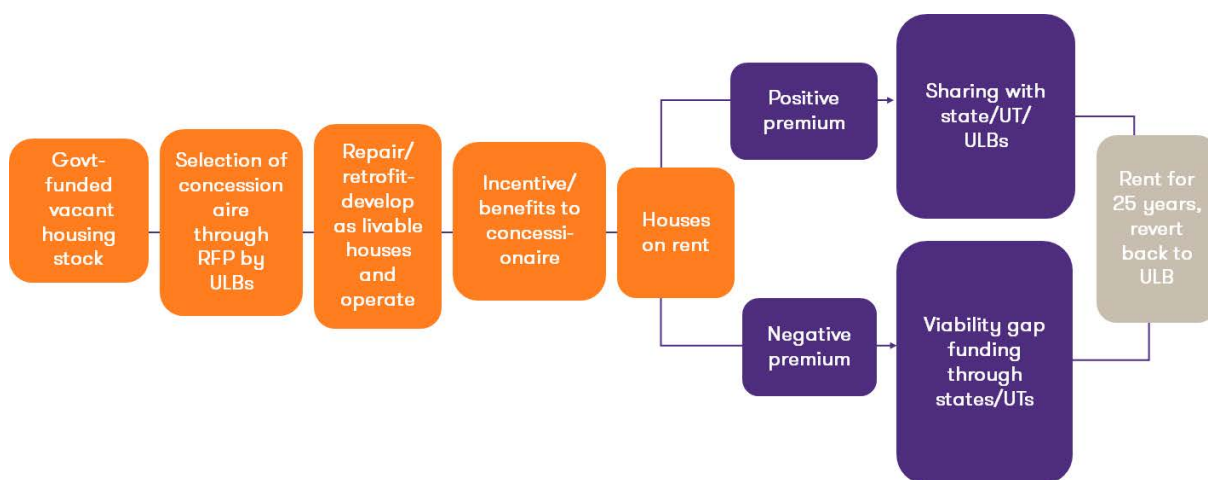 Govt-
funded
vacant
housing
stock
Selection of
concession
aire
through
RFP by
ULBs
Repair/
retrofit-
develop
as livable
houses
and
operate
Incentive/
benefits to
concessi-
onaire
Houses
on rent
Positive
premium
Sharing with
state/UT/
ULBs
Negative
premium
Viability gap
funding
through
states/UTs
Rent for
25 years,
revert
back to
ULB